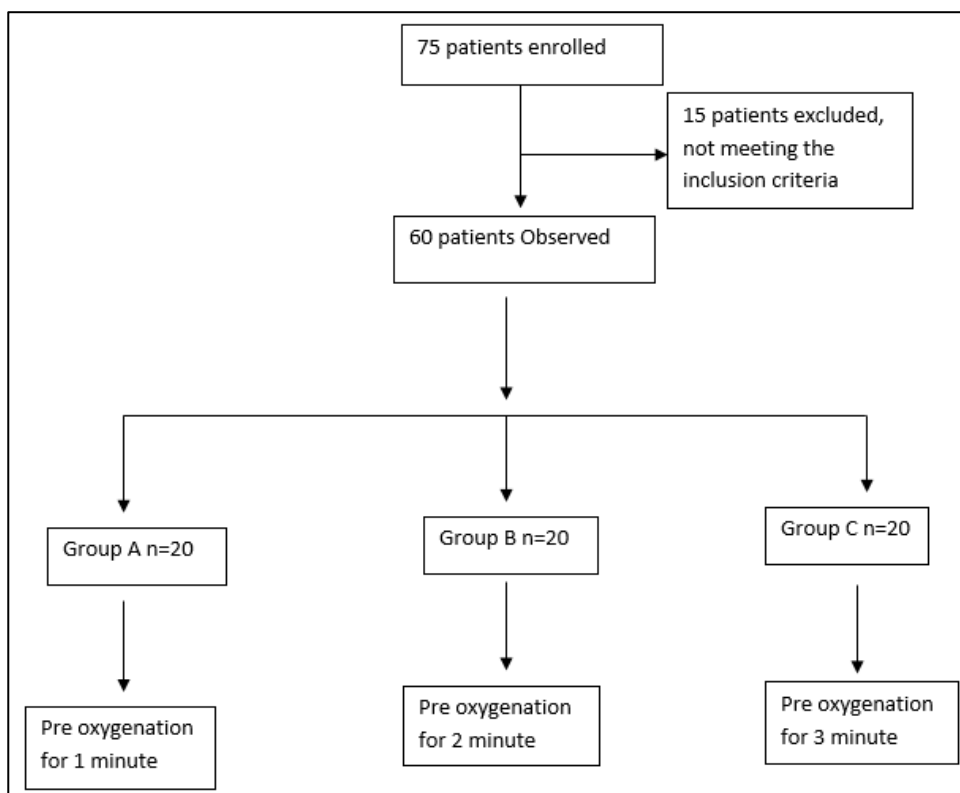 75 patients enrolled
15 patients excluded,
not meeting the
inclusion criteria
60 patients Observed
Group A n=20
Group B n=20
Group C n=20
Pre oxygenation
for 1 minute
Pre oxygenation
for 2 minute
Pre oxygenation
for 3 minute